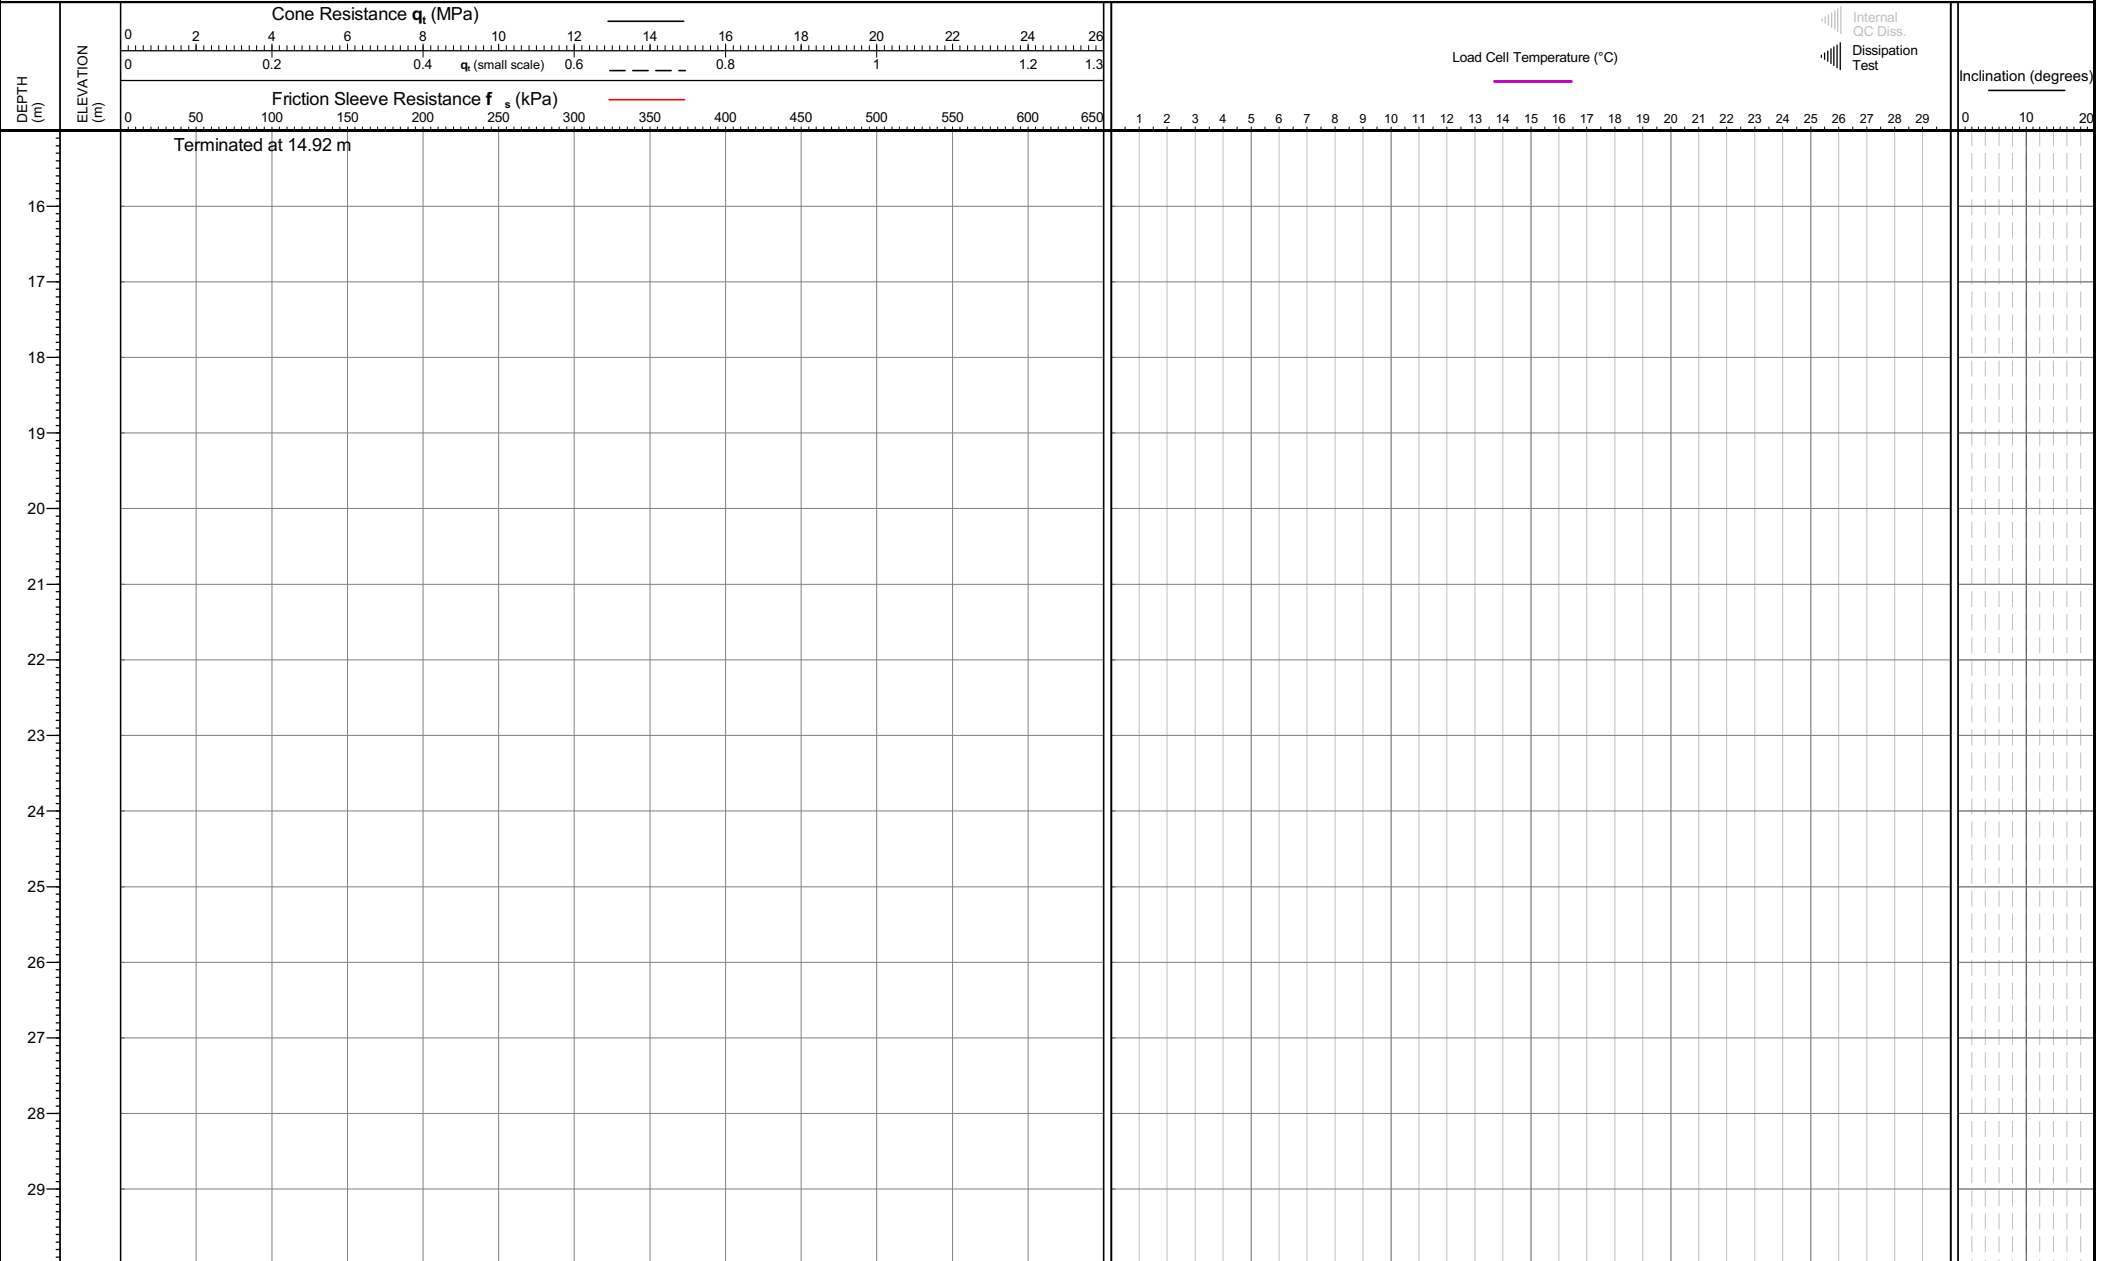 Cone Resistance qt (MPa)
0 2 4 6 8 10 12 14 16 18 20 22 24 26
0 0.2 0.4 qt (small scale) 0.6 0.8 1 1.2 1.3
Friction Sleeve Resistance f s (kPa)
0 50 100 150 200 250 300 350 400 450 500 550 600 650
DEPTH
(m)
ELEVATION
(m)
Load Cell Temperature (°C)
1 2 3 4 5 6 7 8 9 10 11 12 13 14 15 16 17 18 19 20 21 22 23 24 25 26 27 28 29
Internal
QC Diss.
Dissipation
Test
Inclination (degrees)
0 10 20
Terminated at 14.92 m
16
17
18
19
20
21
22
23
24
25
26
27
28
29